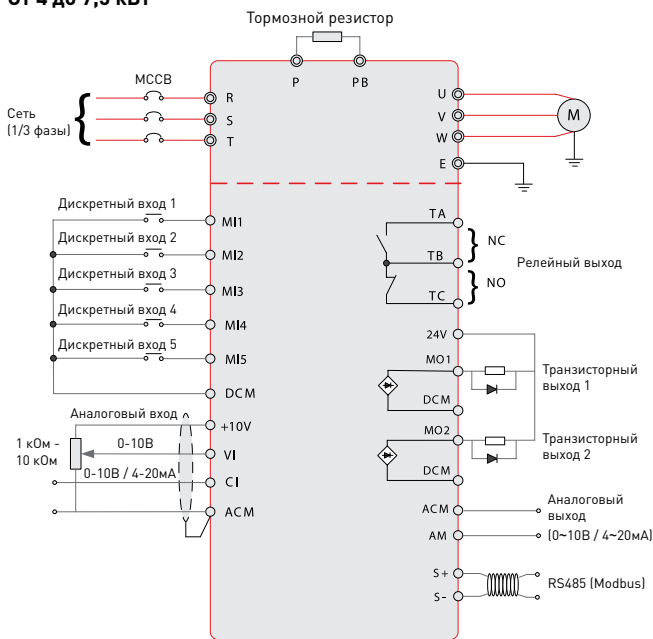 от 4 до 7,5 кВт
Тормозной резистор
P
PB
MCCB
Сеть
(1/3 фазы)
R
S
T
U
V
W
E
M
Дискретный вход 1
MI1
Дискретный вход 2
MI2
Дискретный вход 3
MI3
Дискретный вход 4
MI4
Дискретный вход 5
MI5
DCM
Аналоговый вход
+10V
1 кОм -
10 кОм
0-10В
VI
0-10В / 4-20мА
CI
ACM
TA
TB
TC
NC
NO
Релейный выход
24V
MO1
DCM
Транзисторный
выход 1
MO2
DCM
Транзисторный
выход 2
ACM
AM
Аналоговый
выход
(0~10В / 4~20мА)
S+
S-
RS485 (Modbus)